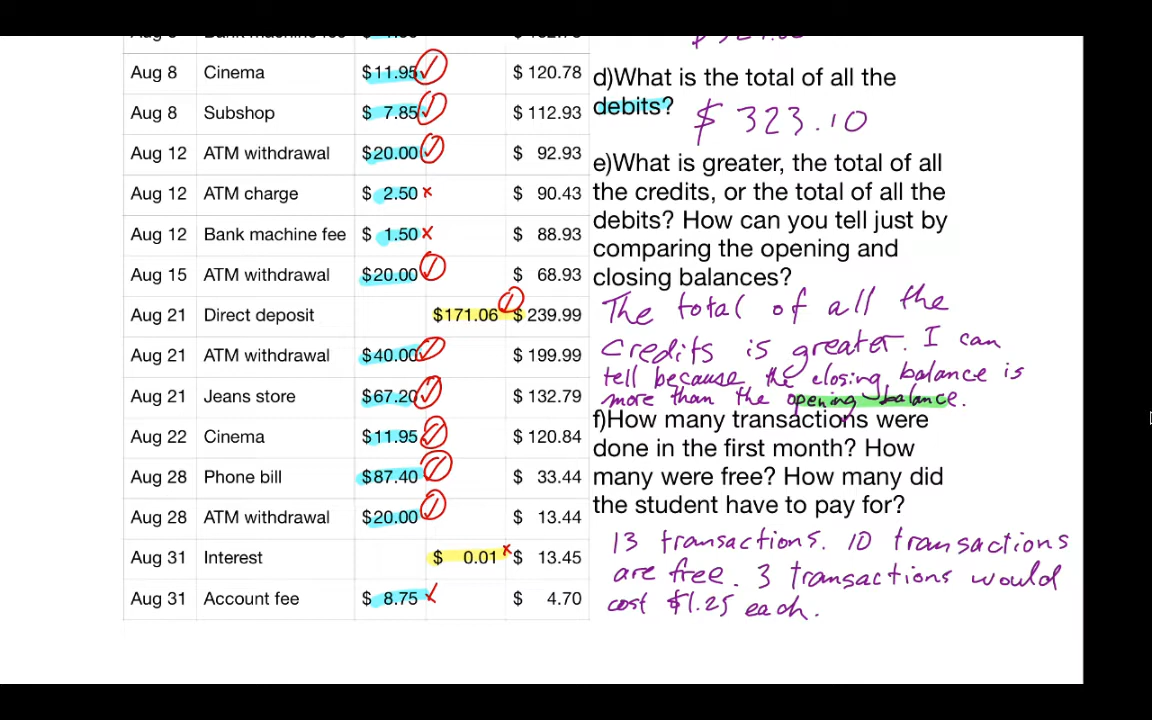 Aug 8 Cinema $11.95 $ 120.78
Aug 8 Subshop $ 7.85 $ 112.93
Aug 12 ATM withdrawal $20.00 $ 92.93
Aug 12 ATM charge $ 2.50 $ 90.43
Aug 12 Bank machine fee $ 1.50 $ 88.93
Aug 15 ATM withdrawal $20.00 $ 68.93
Aug 21 Direct deposit $171.06 $ 239.99
Aug 21 ATM withdrawal $40.00 $ 199.99
Aug 21 Jeans store $67.20 $ 132.79
Aug 22 Cinema $11.95 $ 120.84
Aug 28 Phone bill $87.40 $ 33.44
Aug 28 ATM withdrawal $20.00 $ 13.44
Aug 31 Interest $ 0.01 $ 13.45
Aug 31 Account fee $ 8.75 $ 4.70
d)What is the total of all the
debits? $ 323.10
e)What is greater, the total of all
the credits, or the total of all the
debits? How can you tell just by
comparing the opening and
closing balances?
The total of all the
credits is greater. I can
tell because the closing balance is
more than the opening balance.
f)How many transactions were
done in the first month? How
many were free? How many did
the student have to pay for?
13 transactions. 10 transactions
are free. 3 transactions would
cost $1.25 each.